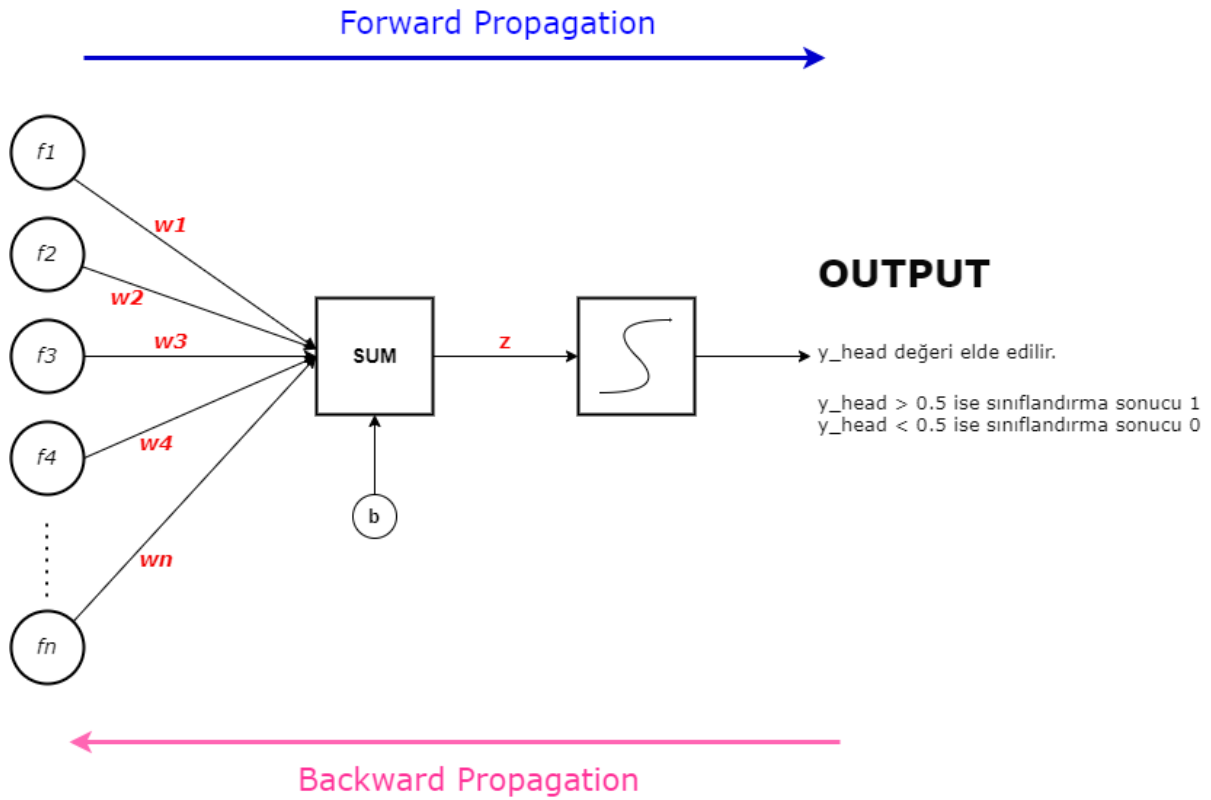 Forward Propagation
f1
w1
f2
w2
f3
w3
SUM
z
f4
w4
b
wn
fn
OUTPUT
y_head değeri elde edilir.
y_head > 0.5 ise sınıflandırma sonucu 1
y_head < 0.5 ise sınıflandırma sonucu 0
Backward Propagation